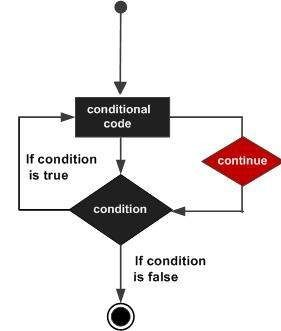 conditional
code
continue
If condition
is true
condition
If condition
is false